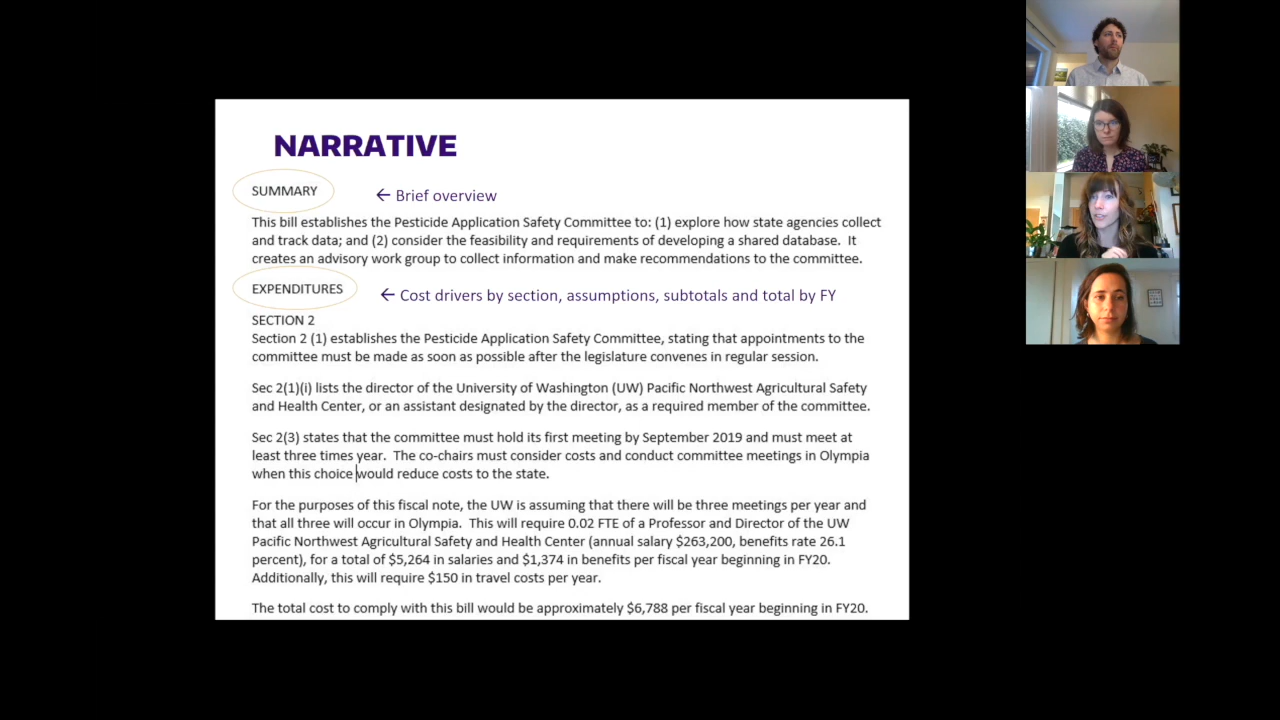 NARRATIVE
SUMMARY
← Brief overview
This bill establishes the Pesticide Application Safety Committee to: (1) explore how state agencies collect
and track data; and (2) consider the feasibility and requirements of developing a shared database.  It
creates an advisory work group to collect information and make recommendations to the committee.
EXPENDITURES
← Cost drivers by section, assumptions, subtotals and total by FY
SECTION 2
Section 2 (1) establishes the Pesticide Application Safety Committee, stating that appointments to the
committee must be made as soon as possible after the legislature convenes in regular session.
Sec 2(1)(i) lists the director of the University of Washington (UW) Pacific Northwest Agricultural Safety
and Health Center, or an assistant designated by the director, as a required member of the committee.
Sec 2(3) states that the committee must hold its first meeting by September 2019 and must meet at
least three times year.  The co-chairs must consider costs and conduct committee meetings in Olympia
when this choice would reduce costs to the state.
For the purposes of this fiscal note, the UW is assuming that there will be three meetings per year and
that all three will occur in Olympia.  This will require 0.02 FTE of a Professor and Director of the UW
Pacific Northwest Agricultural Safety and Health Center (annual salary $263,200, benefits rate 26.1
percent), for a total of $5,264 in salaries and $1,374 in benefits per fiscal year beginning in FY20.
Additionally, this will require $150 in travel costs per year.
The total cost to comply with this bill would be approximately $6,788 per fiscal year beginning in FY20.